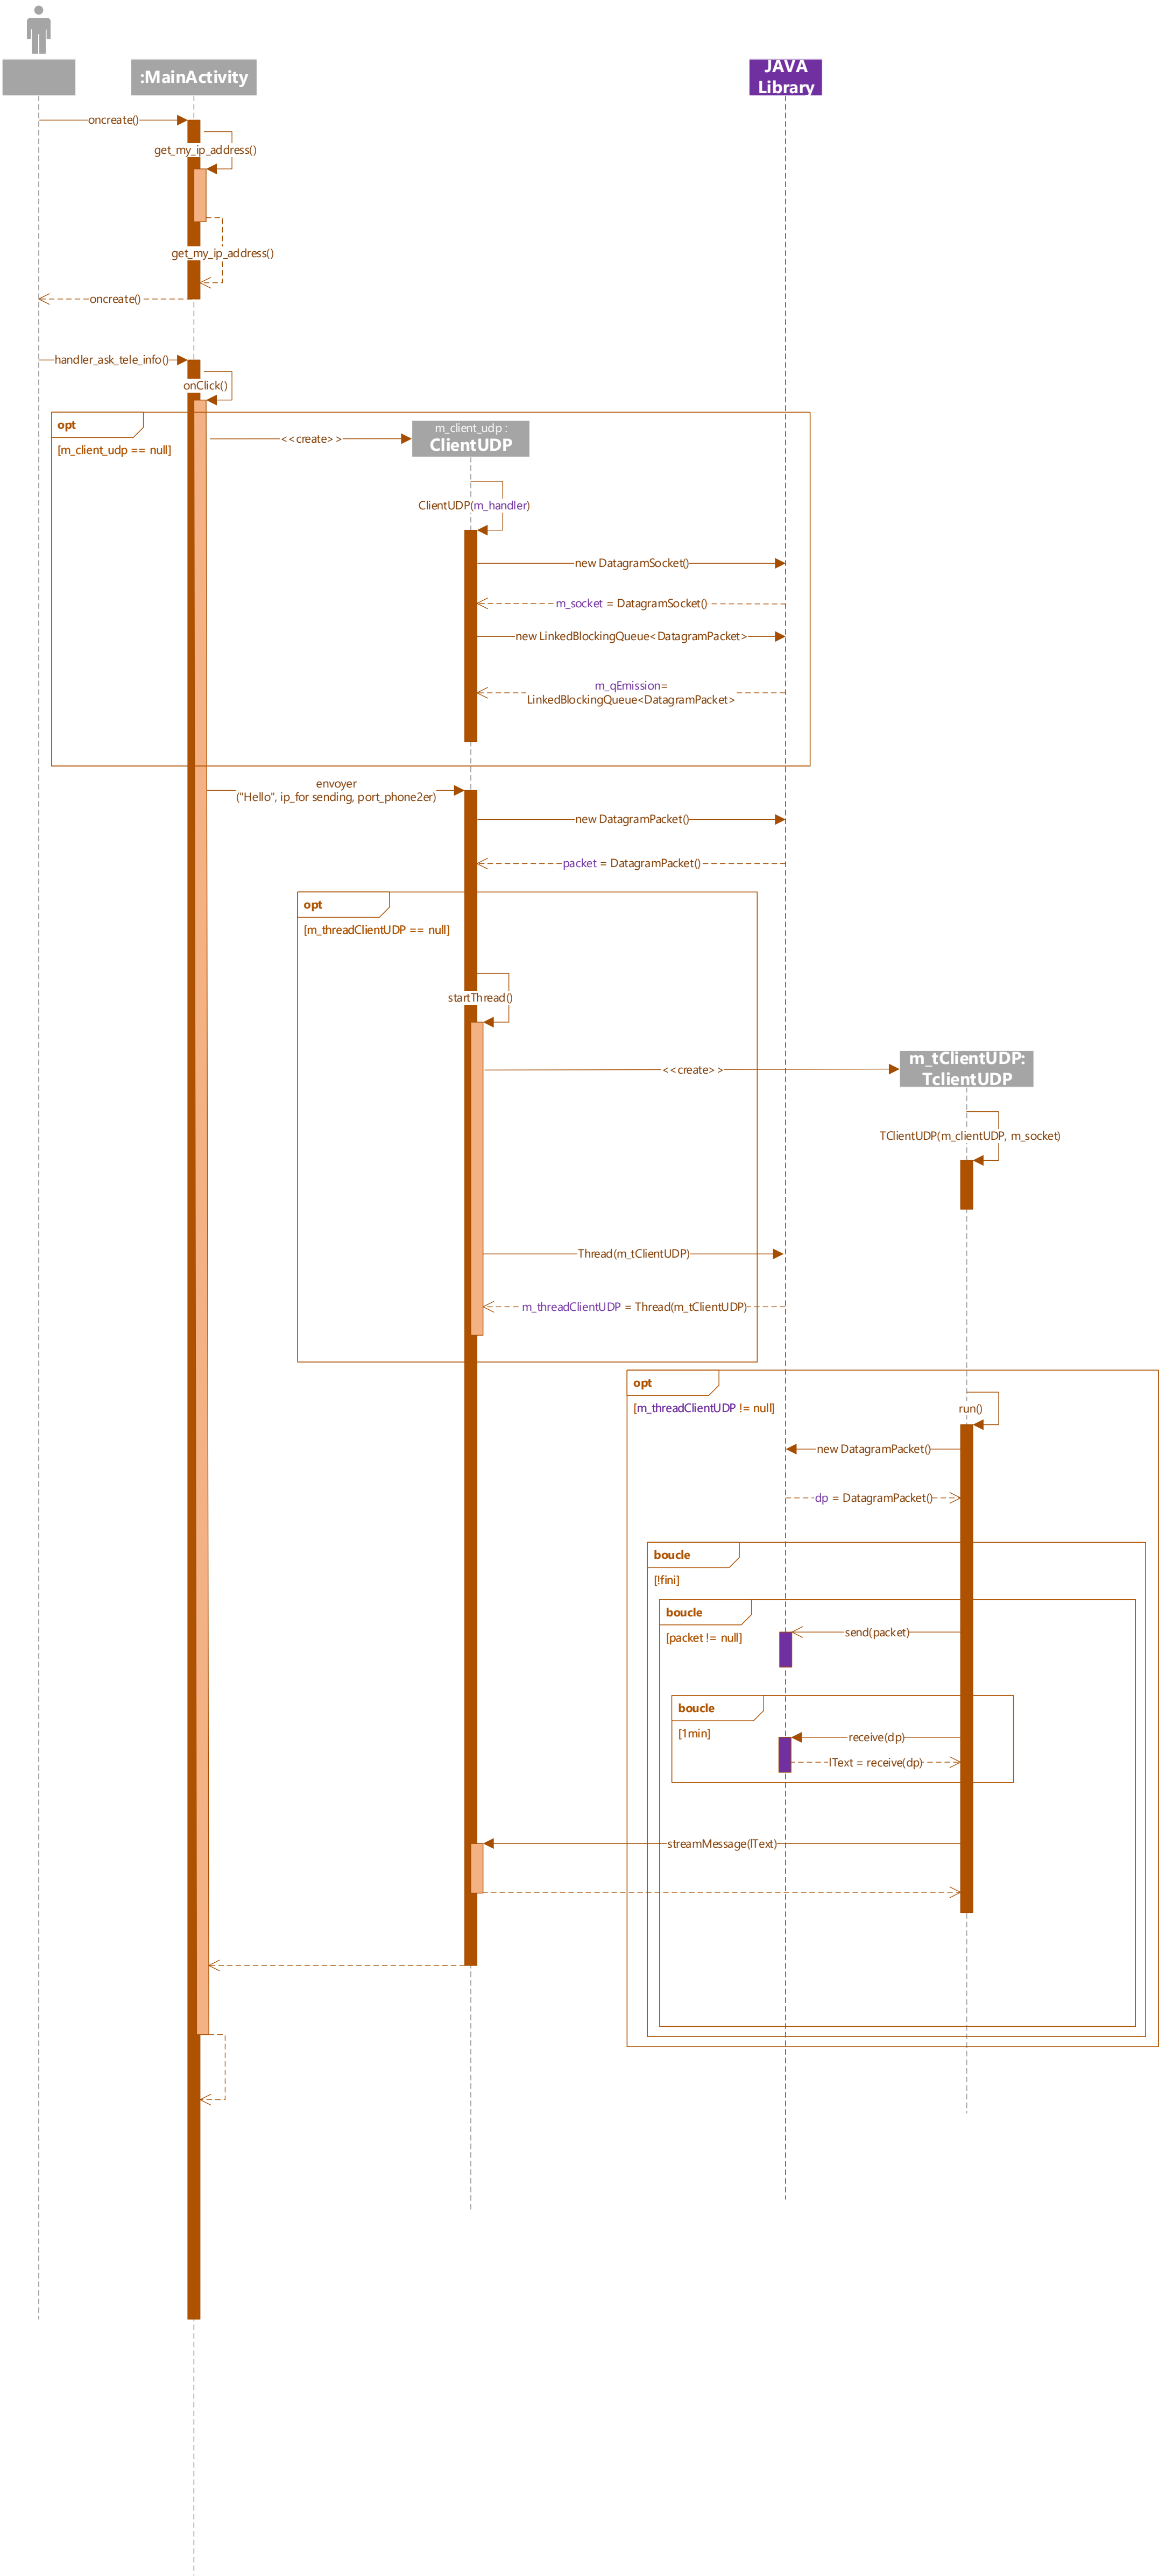 :MainActivity
JAVA
Library
oncreate()
get_my_ip_address()
get_my_ip_address()
oncreate()
handler_ask_tele_info()
onClick()
opt
[m_client_udp == null]
<<create>>
m_client_udp :
ClientUDP
ClientUDP(m_handler)
new DatagramSocket()
m_socket = DatagramSocket()
new LinkedBlockingQueue<DatagramPacket>
m_qEmission=
LinkedBlockingQueue<DatagramPacket>
envoyer
("Hello", ip_for sending, port_phone2er)
new DatagramPacket()
packet = DatagramPacket()
opt
[m_threadClientUDP == null]
startThread()
<<create>>
m_tClientUDP:
TclientUDP
TClientUDP(m_clientUDP, m_socket)
Thread(m_tClientUDP)
m_threadClientUDP = Thread(m_tClientUDP)
opt
[m_threadClientUDP != null]
run()
new DatagramPacket()
dp = DatagramPacket()
boucle
[!fini]
boucle
[packet != null]
send(packet)
boucle
[1min]
receive(dp)
lText = receive(dp)
streamMessage(lText)